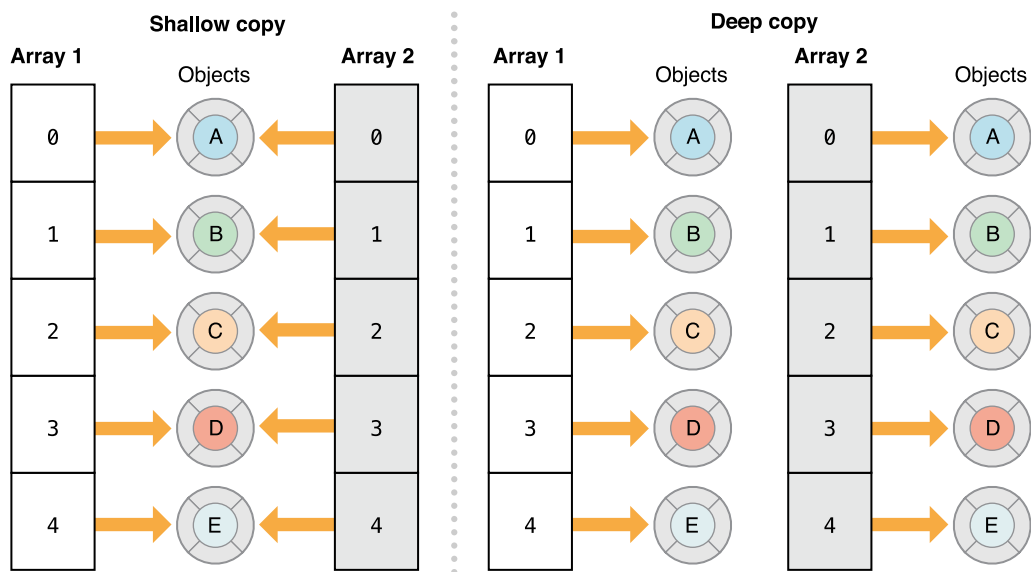 Shallow copy
Array 1
Objects
Array 2
0 A 0
1 B 1
2 C 2
3 D 3
4 E 4
Deep copy
Array 1
Objects
Array 2
Objects
0 A 0 A
1 B 1 B
2 C 2 C
3 D 3 D
4 E 4 E